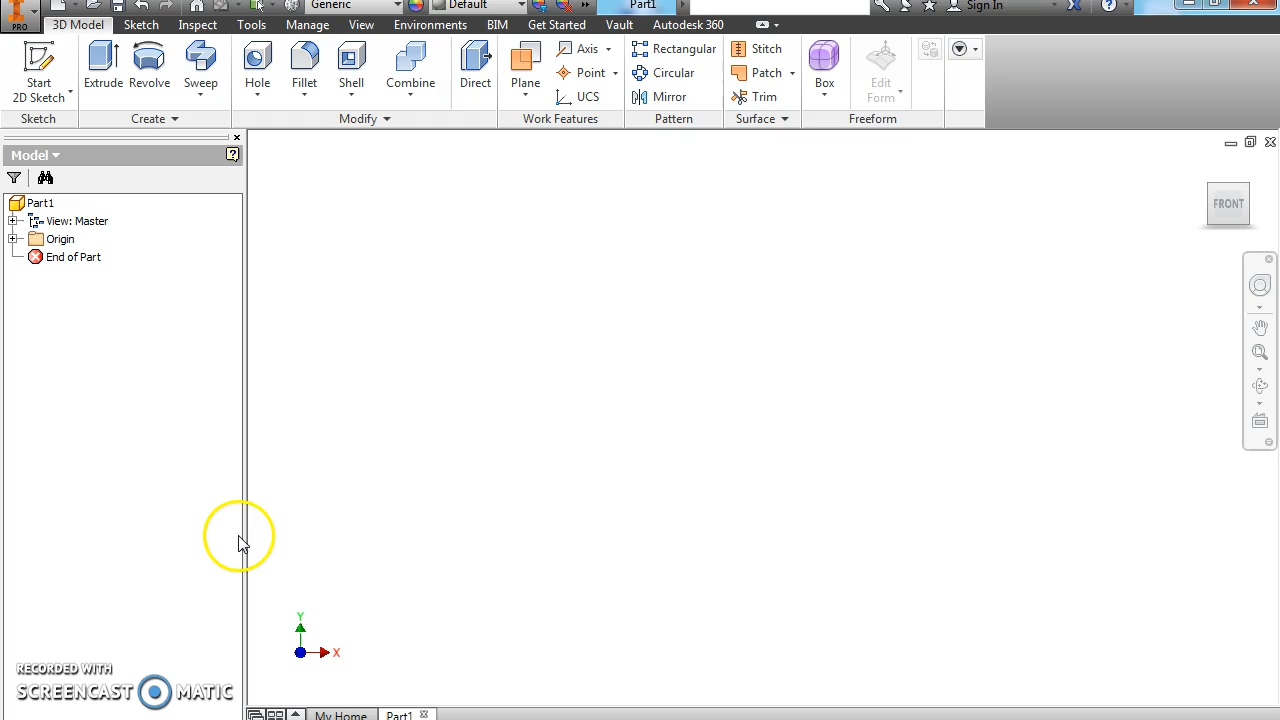 Generic Default Part1 Sign In
PRO 3D Model Sketch Inspect Tools Manage View Environments BIM Get Started Vault Autodesk 360
Start
2D Sketch
Extrude Revolve Sweep
Hole Fillet Shell Combine Direct
Plane
Axis
Point
UCS
Rectangular
Circular
Mirror
Stitch
Patch
Trim
Box
Edit
Form
Sketch Create Modify Work Features Pattern Surface Freeform
Model
Part1
View: Master
Origin
End of Part
FRONT
Y
X
RECORDED WITH
SCREENCAST MATIC
My Home Part1